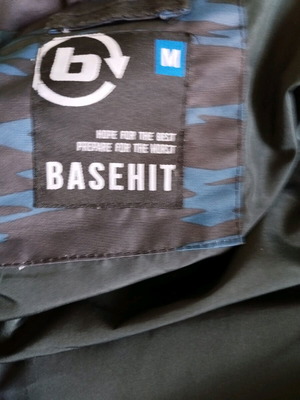 b
M
HOPE FOR THE BEST
PREPARE FOR THE WORST
BASEHIT